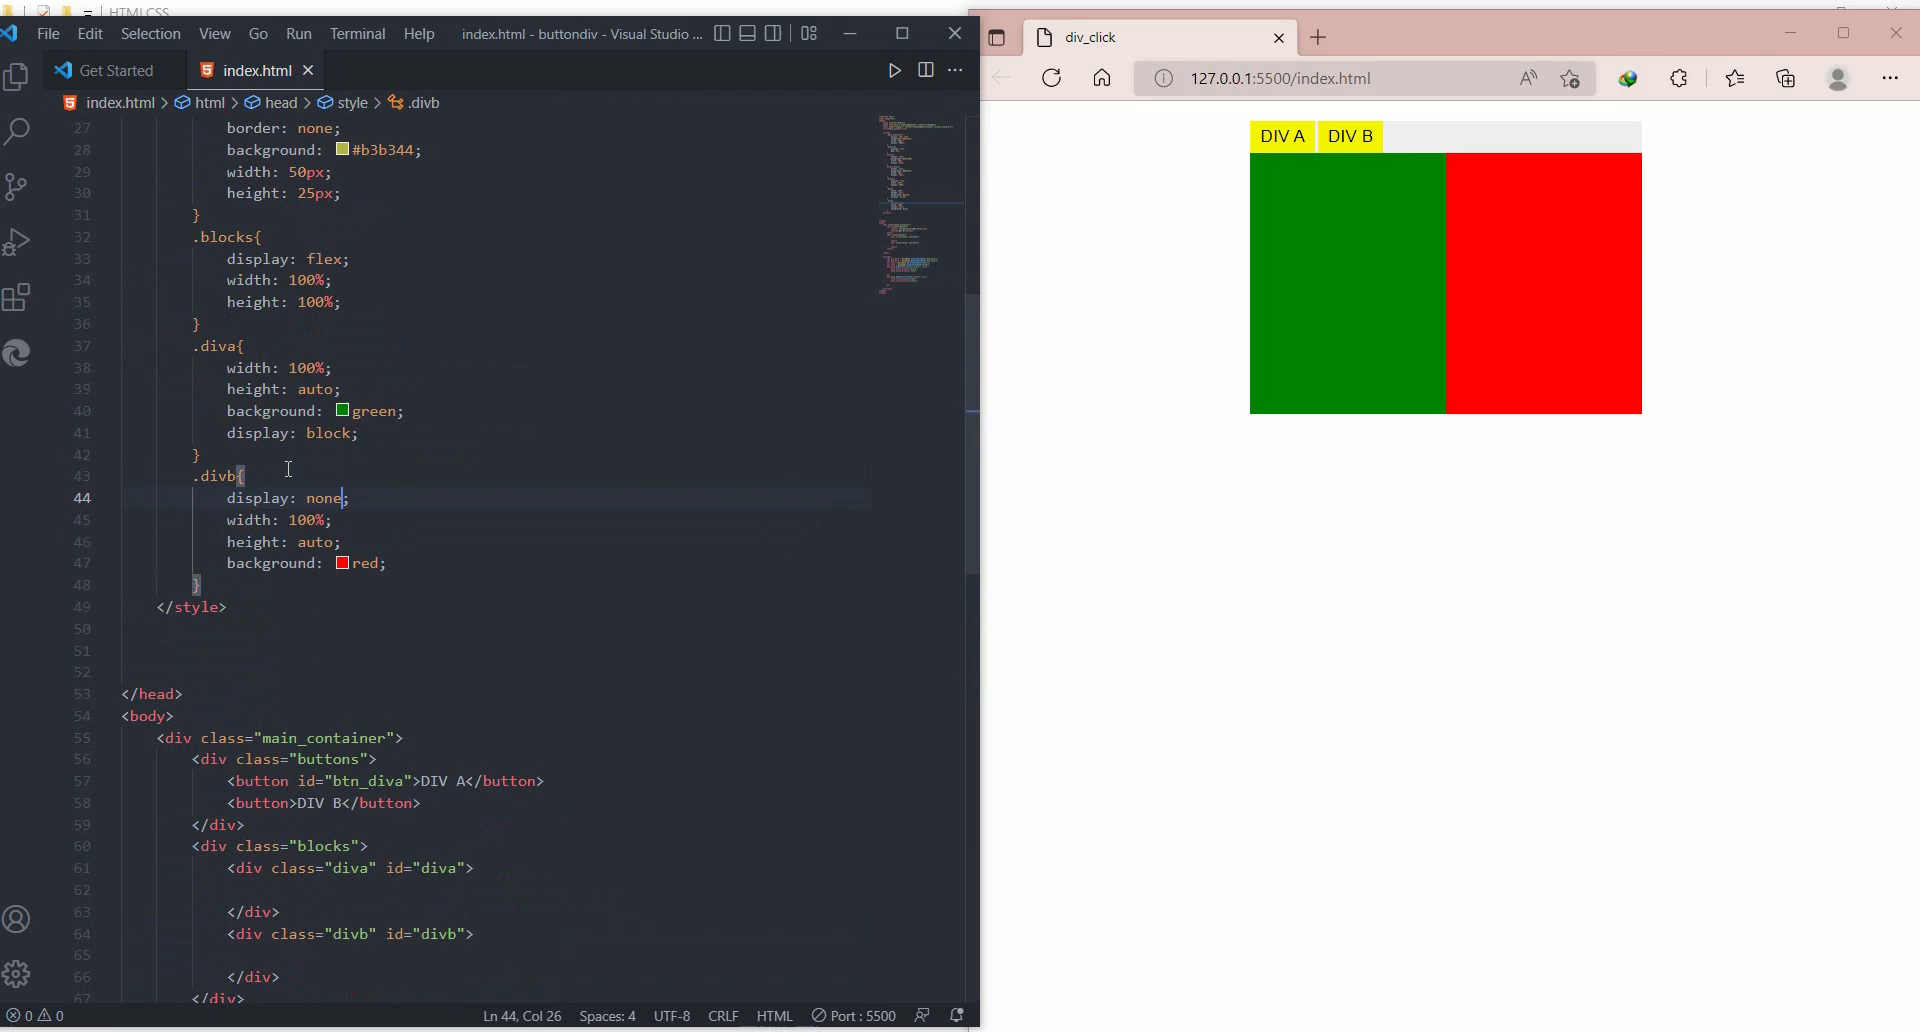 HTMLCSS
File Edit Selection View Go Run Terminal Help index.html - buttondiv - Visual Studio ...
Get Started index.html
index.html > html > head > style > .divb
27 border: none;
28 background: #b3b344;
29 width: 50px;
30 height: 25px;
31 }
32 .blocks{
33 display: flex;
34 width: 100%;
35 height: 100%;
36 }
37 .diva{
38 width: 100%;
39 height: auto;
40 background: green;
41 display: block;
42 }
43 .divb{
44 display: none;
45 width: 100%;
46 height: auto;
47 background: red;
48 }
49 </style>
50
51
52
53 </head>
54 <body>
55 <div class="main_container">
56 <div class="buttons">
57 <button id="btn_diva">DIV A</button>
58 <button>DIV B</button>
59 </div>
60 <div class="blocks">
61 <div class="diva" id="diva">
62
63 </div>
64 <div class="divb" id="divb">
65
66 </div>
67 </div>
0 0 Ln 44, Col 26 Spaces: 4 UTF-8 CRLF HTML Port : 5500
div_click
127.0.0.1:5500/index.html
DIV A DIV B